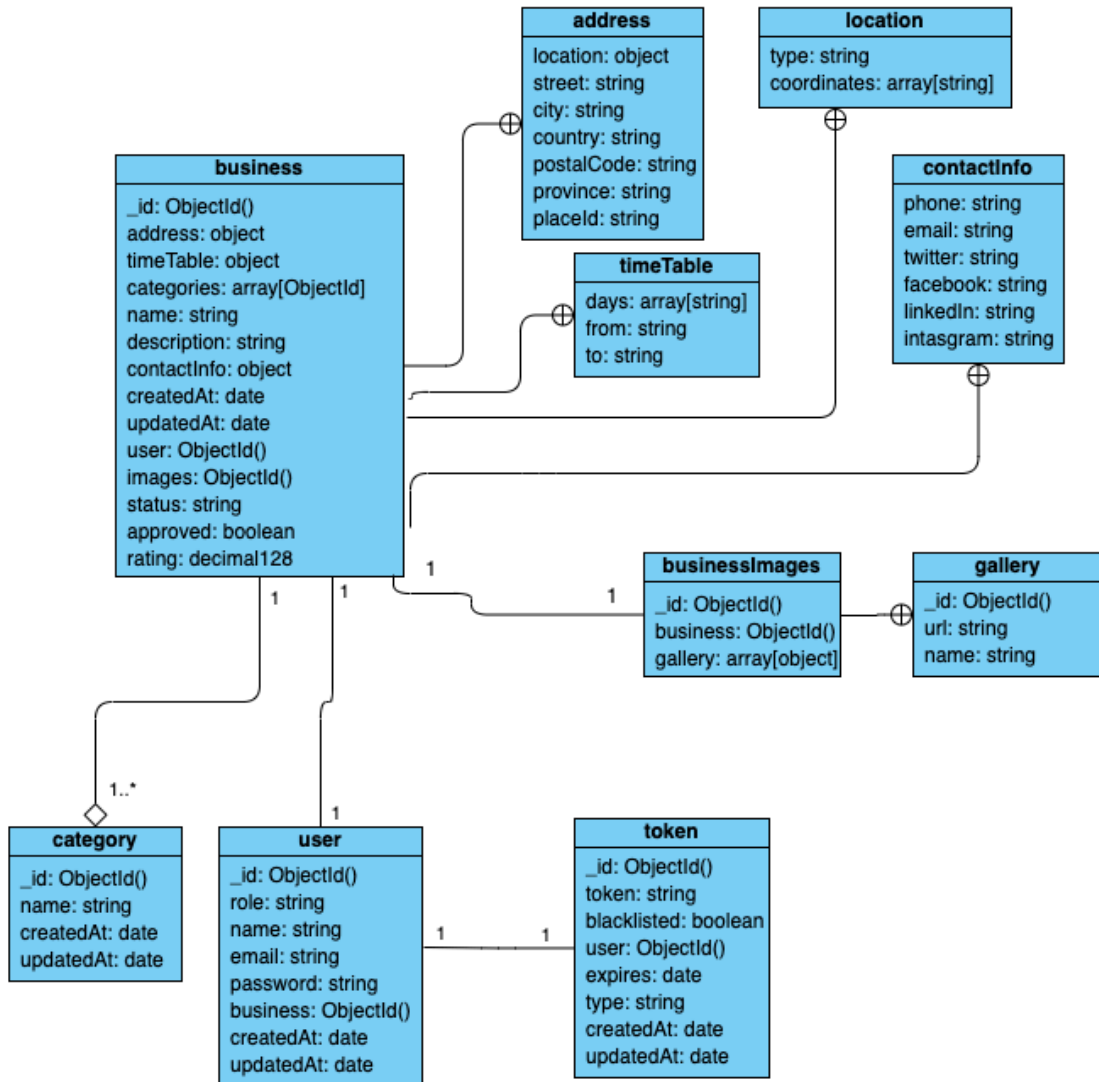 address
location: object
street: string
city: string
country: string
postalCode: string
province: string
placeId: string
location
type: string
coordinates: array[string]
business
_id: ObjectId()
address: object
timeTable: object
categories: array[ObjectId]
name: string
description: string
contactInfo: object
createdAt: date
updatedAt: date
user: ObjectId()
images: ObjectId()
status: string
approved: boolean
rating: decimal128
contactInfo
phone: string
email: string
twitter: string
facebook: string
linkedIn: string
intasgram: string
timeTable
days: array[string]
from: string
to: string
businessImages
_id: ObjectId()
business: ObjectId()
gallery: array[object]
gallery
_id: ObjectId()
url: string
name: string
1
1
1
1
1..*
1
category
_id: ObjectId()
name: string
createdAt: date
updatedAt: date
user
_id: ObjectId()
role: string
name: string
email: string
password: string
business: ObjectId()
createdAt: date
updatedAt: date
1
1
token
_id: ObjectId()
token: string
blacklisted: boolean
user: ObjectId()
expires: date
type: string
createdAt: date
updatedAt: date